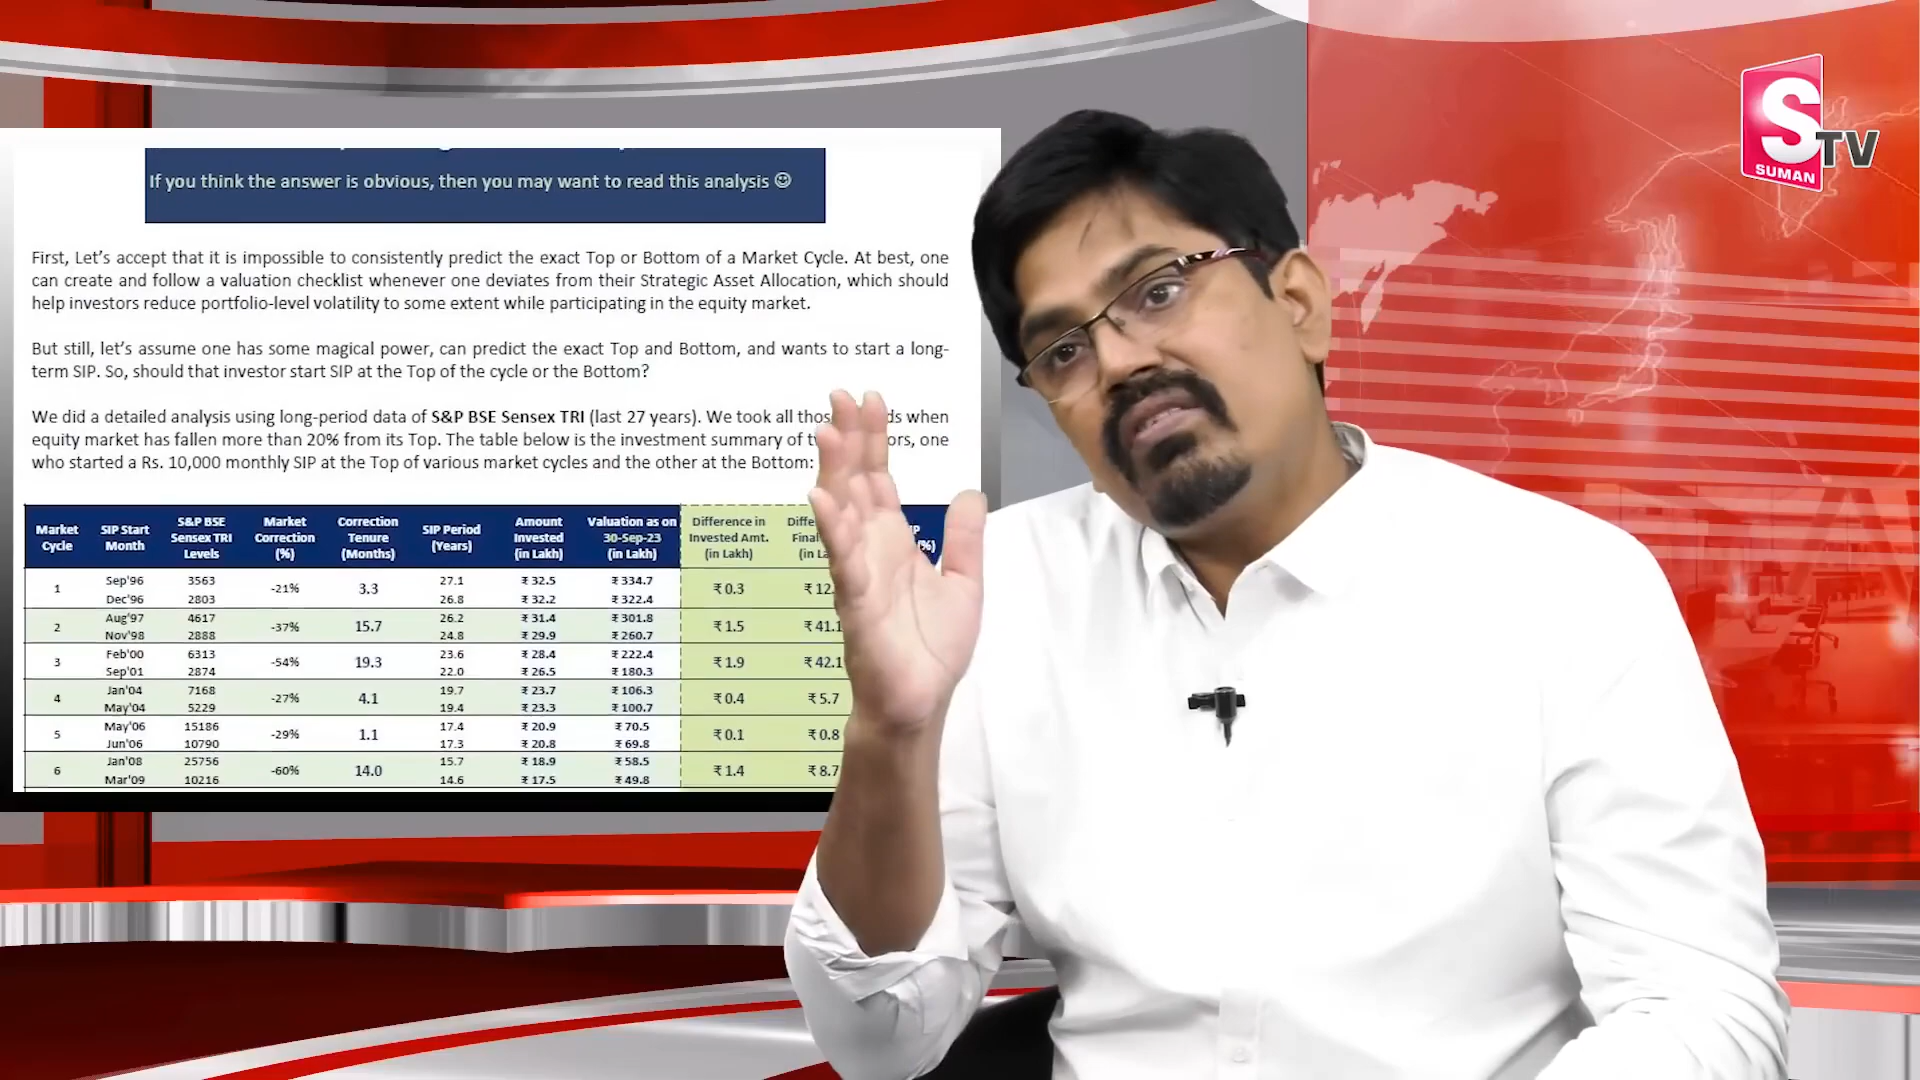 If you think the answer is obvious, then you may want to read this analysis ☺
First, Let's accept that it is impossible to consistently predict the exact Top or Bottom of a Market Cycle. At best, one
can create and follow a valuation checklist whenever one deviates from their Strategic Asset Allocation, which should
help investors reduce portfolio-level volatility to some extent while participating in the equity market.
But still, let's assume one has some magical power, can predict the exact Top and Bottom, and wants to start a long-
term SIP. So, should that investor start SIP at the Top of the cycle or the Bottom?
We did a detailed analysis using long-period data of S&P BSE Sensex TRI (last 27 years). We took all when
equity market has fallen more than 20% from its Top. The table below is the investment summary of one
who started a Rs. 10,000 monthly SIP at the Top of various market cycles and the other at the Bottom:
Market Cycle SIP Start Month S&P BSE Sensex TRI Levels Market Correction (%) Correction Tenure (Months) SIP Period (Years) Amount Invested (in Lakh) Valuation as on 30-Sep-23 (in Lakh) Difference in Invested Amt. (in Lakh) (%)
1 Sep'96 3563 -21% 3.3 27.1 ₹ 32.5 ₹ 334.7 ₹ 0.3 ₹ 12.
Dec'96 2803 26.8 ₹ 32.2 ₹ 322.4
2 Aug'97 4617 -37% 15.7 26.2 ₹ 31.4 ₹ 301.8 ₹ 1.5 ₹ 41.1
Nov'98 2888 24.8 ₹ 29.9 ₹ 260.7
3 Feb'00 6313 -54% 19.3 23.6 ₹ 28.4 ₹ 222.4 ₹ 1.9 ₹ 42.1
Sep'01 2874 22.0 ₹ 26.5 ₹ 180.3
4 Jan'04 7168 -27% 4.1 19.7 ₹ 23.7 ₹ 106.3 ₹ 0.4 ₹ 5.7
May'04 5229 19.4 ₹ 23.3 ₹ 100.7
5 May'06 15186 -29% 1.1 17.4 ₹ 20.9 ₹ 70.5 ₹ 0.1 ₹ 0.8
Jun'06 10790 17.3 ₹ 20.8 ₹ 69.8
6 Jan'08 25756 -60% 14.0 15.7 ₹ 18.9 ₹ 58.5 ₹ 1.4 ₹ 8.7
Mar'09 10216 14.6 ₹ 17.5 ₹ 49.8
S TV
SUMAN